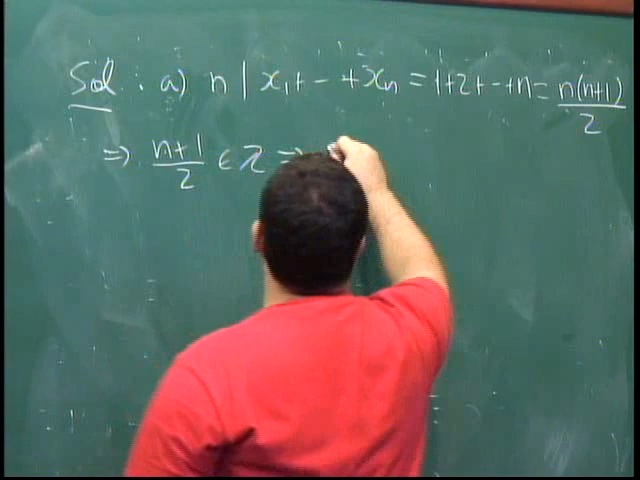 Sol. a) n | x₁ + - + xₙ = 1+2+-+n = n(n+1)/2
⇒ n+1/2 ∈ ℤ ⇒